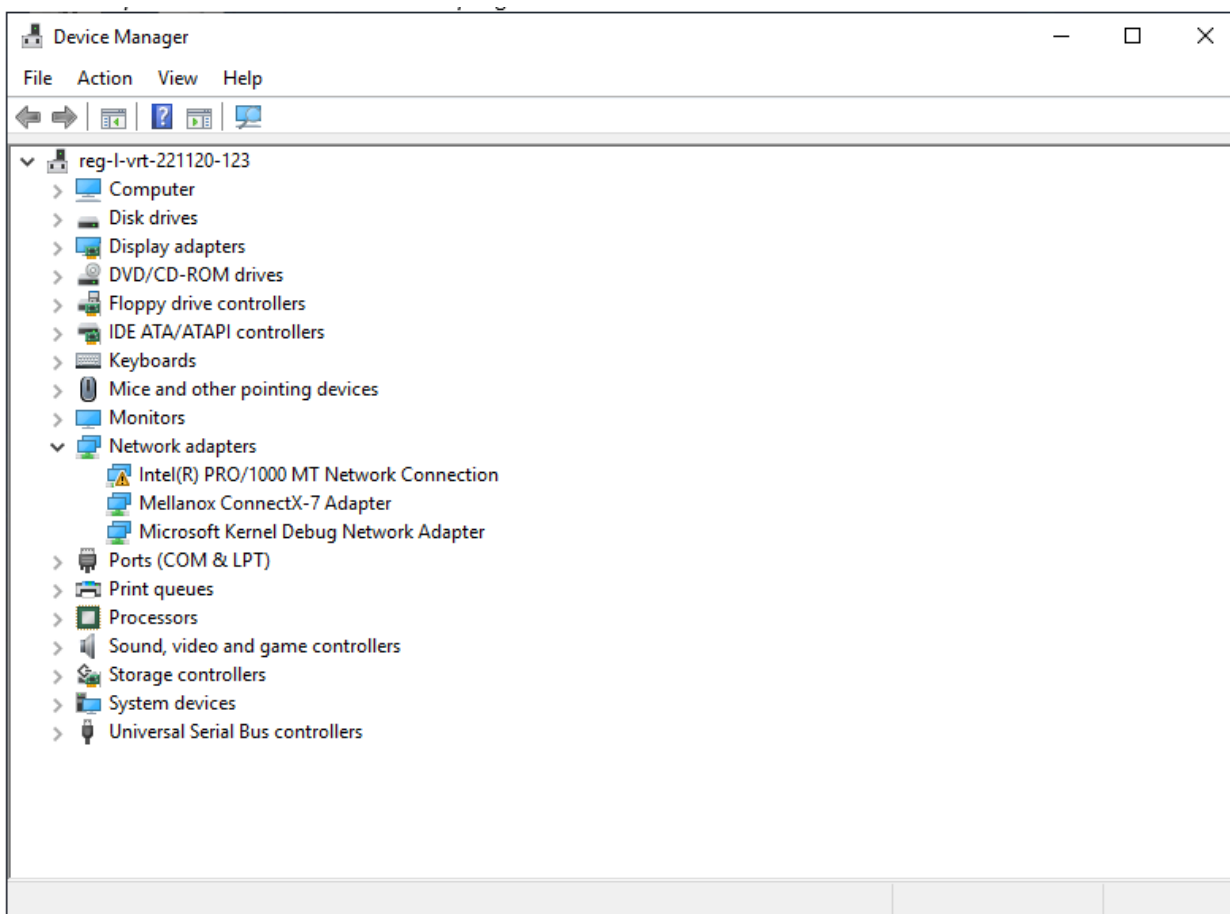 Device Manager
File Action View Help
reg-l-vrt-221120-123
Computer
Disk drives
Display adapters
DVD/CD-ROM drives
Floppy drive controllers
IDE ATA/ATAPI controllers
Keyboards
Mice and other pointing devices
Monitors
Network adapters
Intel(R) PRO/1000 MT Network Connection
Mellanox ConnectX-7 Adapter
Microsoft Kernel Debug Network Adapter
Ports (COM & LPT)
Print queues
Processors
Sound, video and game controllers
Storage controllers
System devices
Universal Serial Bus controllers